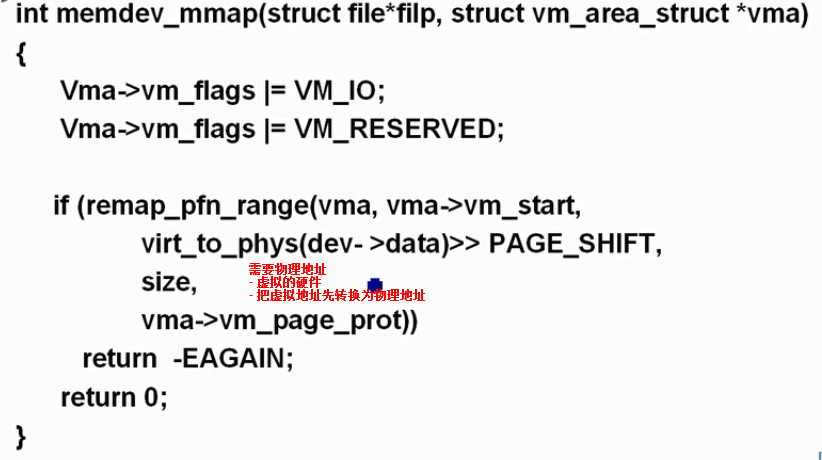 int memdev_mmap(struct file*filp, struct vm_area_struct *vma)
{
Vma->vm_flags |= VM_IO;
Vma->vm_flags |= VM_RESERVED;
if (remap_pfn_range(vma, vma->vm_start,
virt_to_phys(dev- >data)>> PAGE_SHIFT,
需要物理地址
size,
- 虚拟的硬件
- 把虚拟地址先转换为物理地址
vma->vm_page_prot))
return -EAGAIN;
return 0;
}